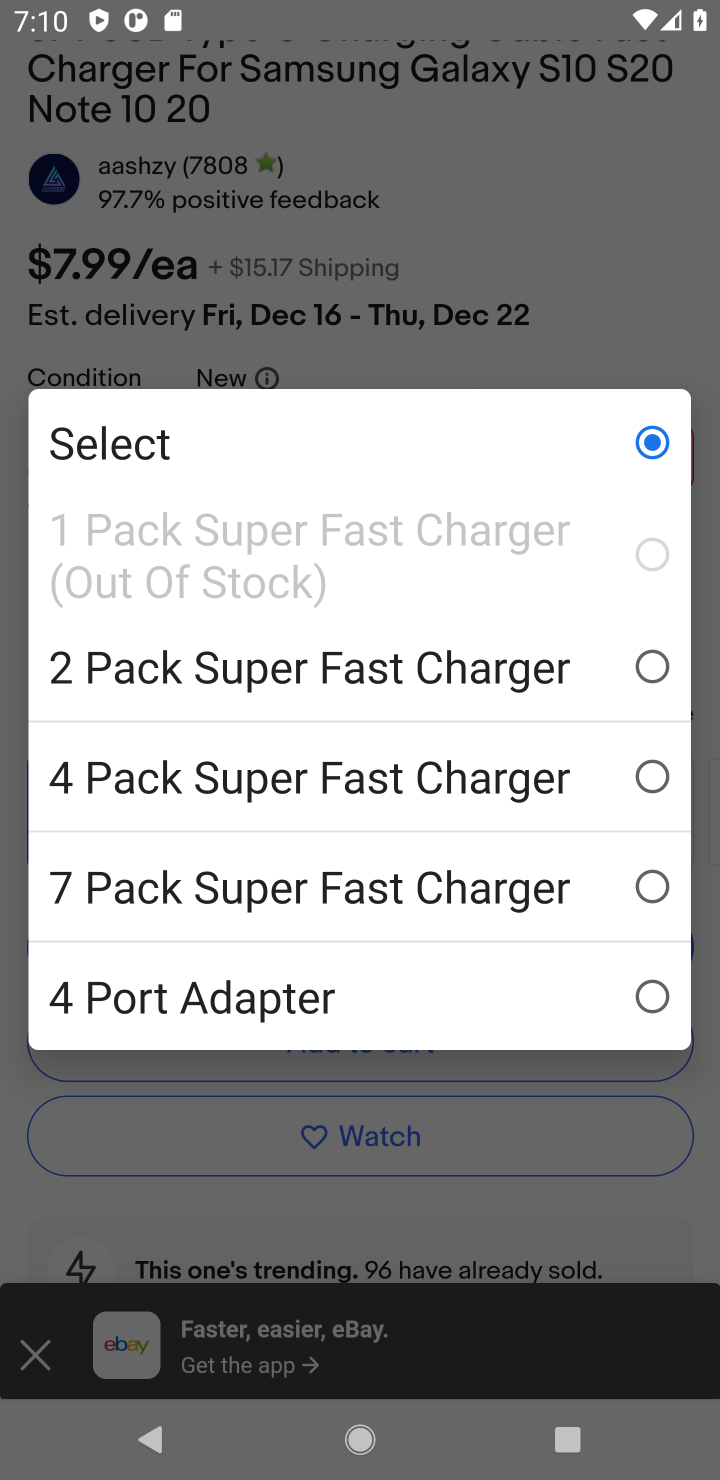 7:10
Charger For Samsung Galaxy S10 S20
Note 10 20
aashzy (7808 )
97.7% positive feedback
$7.99/ea + $15.17 Shipping
Est. delivery Fri, Dec 16 - Thu, Dec 22
Condition New
Select
1 Pack Super Fast Charger
(Out Of Stock)
2 Pack Super Fast Charger
4 Pack Super Fast Charger
7 Pack Super Fast Charger
4 Port Adapter
Watch
This one's trending. 96 have already sold.
ebay
Faster, easier, eBay.
Get the app →